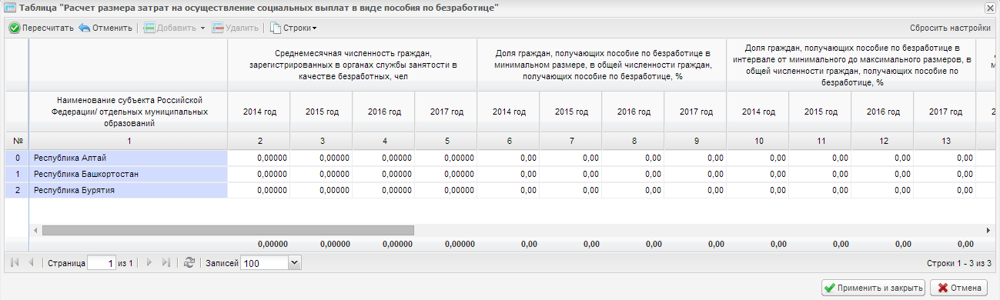 Таблица "Расчет размера затрат на осуществление социальных выплат в виде пособия по безработице"
Пересчитать Отменить Добавить Удалить Строки Сбросить настройки
Среднемесячная численность граждан,
зарегистрированных в органах службы занятости в
качестве безработных, чел
Доля граждан, получающих пособие по безработице в
минимальном размере, в общей численности граждан,
получающих пособие по безработице, %
Доля граждан, получающих пособие по безработице в
интервале от минимального до максимального размеров, в
общей численности граждан, получающих пособие по
безработице, %
Наименование субъекта Российской
Федерации/ отдельных муниципальных
образований
2014 год 2015 год 2016 год 2017 год 2014 год 2015 год 2016 год 2017 год 2014 год 2015 год 2016 год 2017 год
№ 1 2 3 4 5 6 7 8 9 10 11 12 13
0 Республика Алтай 0,00000 0,00000 0,00000 0,00000 0,00 0,00 0,00 0,00 0,00 0,00 0,00 0,00
1 Республика Башкортостан 0,00000 0,00000 0,00000 0,00000 0,00 0,00 0,00 0,00 0,00 0,00 0,00 0,00
2 Республика Бурятия 0,00000 0,00000 0,00000 0,00000 0,00 0,00 0,00 0,00 0,00 0,00 0,00 0,00
0,00000 0,00000 0,00000 0,00000 0,00 0,00 0,00 0,00 0,00 0,00 0,00 0,00
Страница 1 из 1 Записей 100 Строки 1 - 3 из 3
Применить и закрыть Отмена